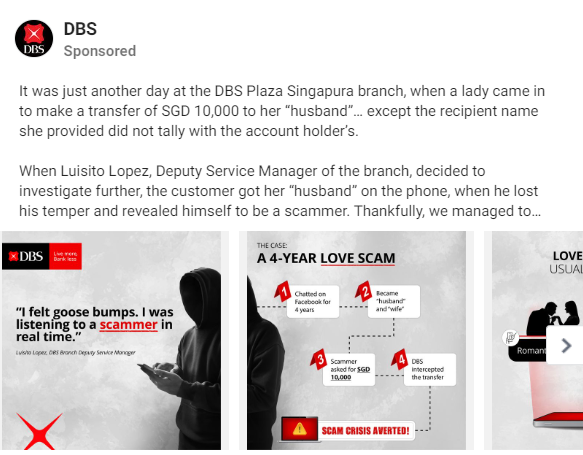 DBS
Sponsored
It was just another day at the DBS Plaza Singapura branch, when a lady came in
to make a transfer of SGD 10,000 to her “husband”… except the recipient name
she provided did not tally with the account holder’s.
When Luisito Lopez, Deputy Service Manager of the branch, decided to
investigate further, the customer got her “husband” on the phone, when he lost
his temper and revealed himself to be a scammer. Thankfully, we managed to…
DBS
DBS
Live more,
Bank less
“I felt goose bumps. I was
listening to a scammer in
real time.”
Luisito Lopez, DBS Branch Deputy Service Manager
THE CASE:
A 4-YEAR LOVE SCAM
1
Chatted on
Facebook for
4 years
2
Became
“husband”
and “wife”
3
Scammer
asked for SGD
10,000
4
DBS
intercepted
the transfer
SCAM CRISIS AVERTED!
LOVE
USUAL
Romant